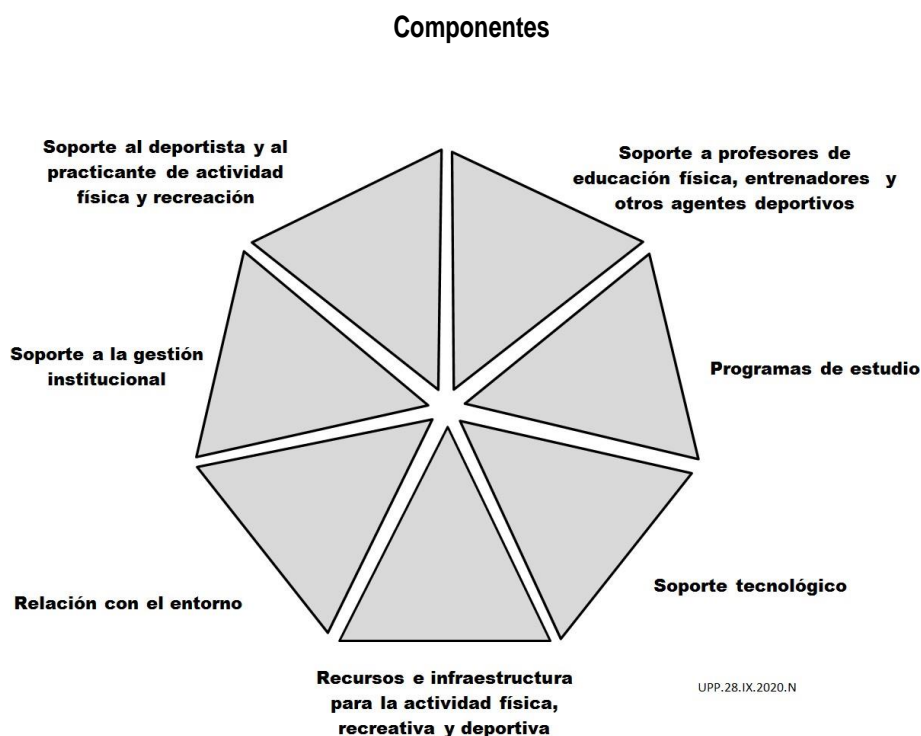 Componentes
Soporte al deportista y al
practicante de actividad
física y recreación
Soporte a profesores de
educación física, entrenadores y
otros agentes deportivos
Soporte a la gestión
institucional
Programas de estudio
Relación con el entorno
Soporte tecnológico
Recursos e infraestructura
para la actividad física,
recreativa y deportiva
UPP.28.IX.2020.N